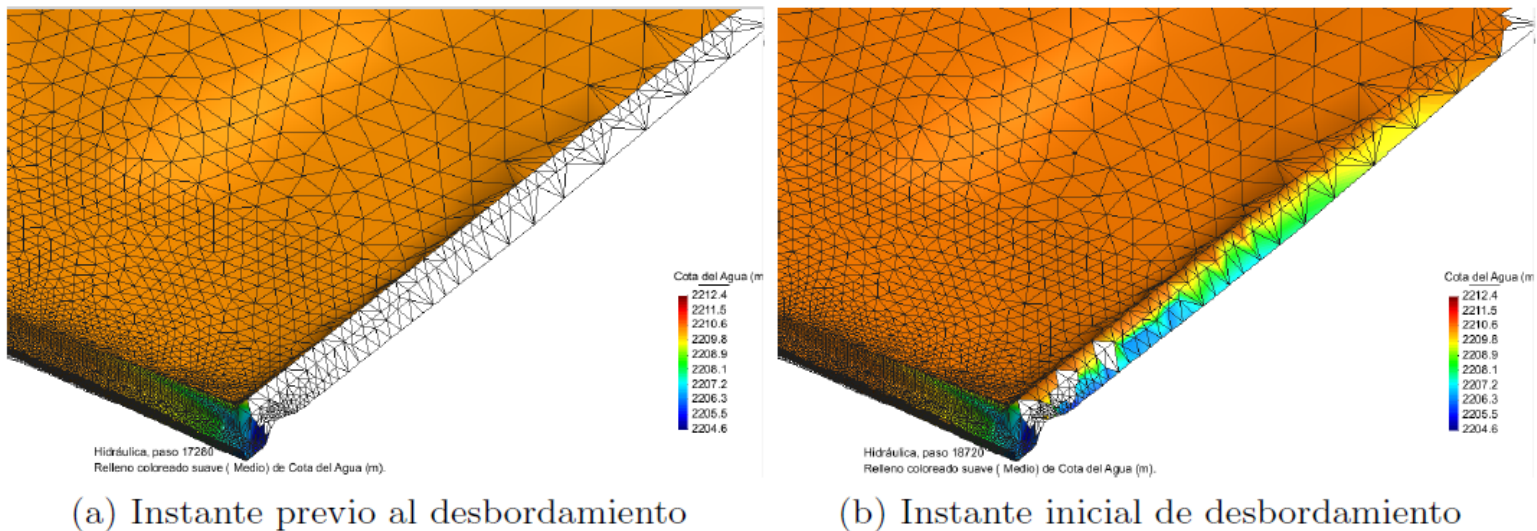 Cota del Agua (m
2212.4
2211.5
2210.6
2209.8
2208.9
2208.1
2207.2
2206.3
2205.5
2204.6
Hidráulica, paso 17280
Relleno coloreado suave ( Medio) de Cota del Agua (m).
(a) Instante previo al desbordamiento
Cota del Agua (m
2212.4
2211.5
2210.6
2209.8
2208.9
2208.1
2207.2
2206.3
2205.5
2204.6
Hidráulica, paso 18720
Relleno coloreado suave ( Medio) de Cota del Agua (m).
(b) Instante inicial de desbordamiento